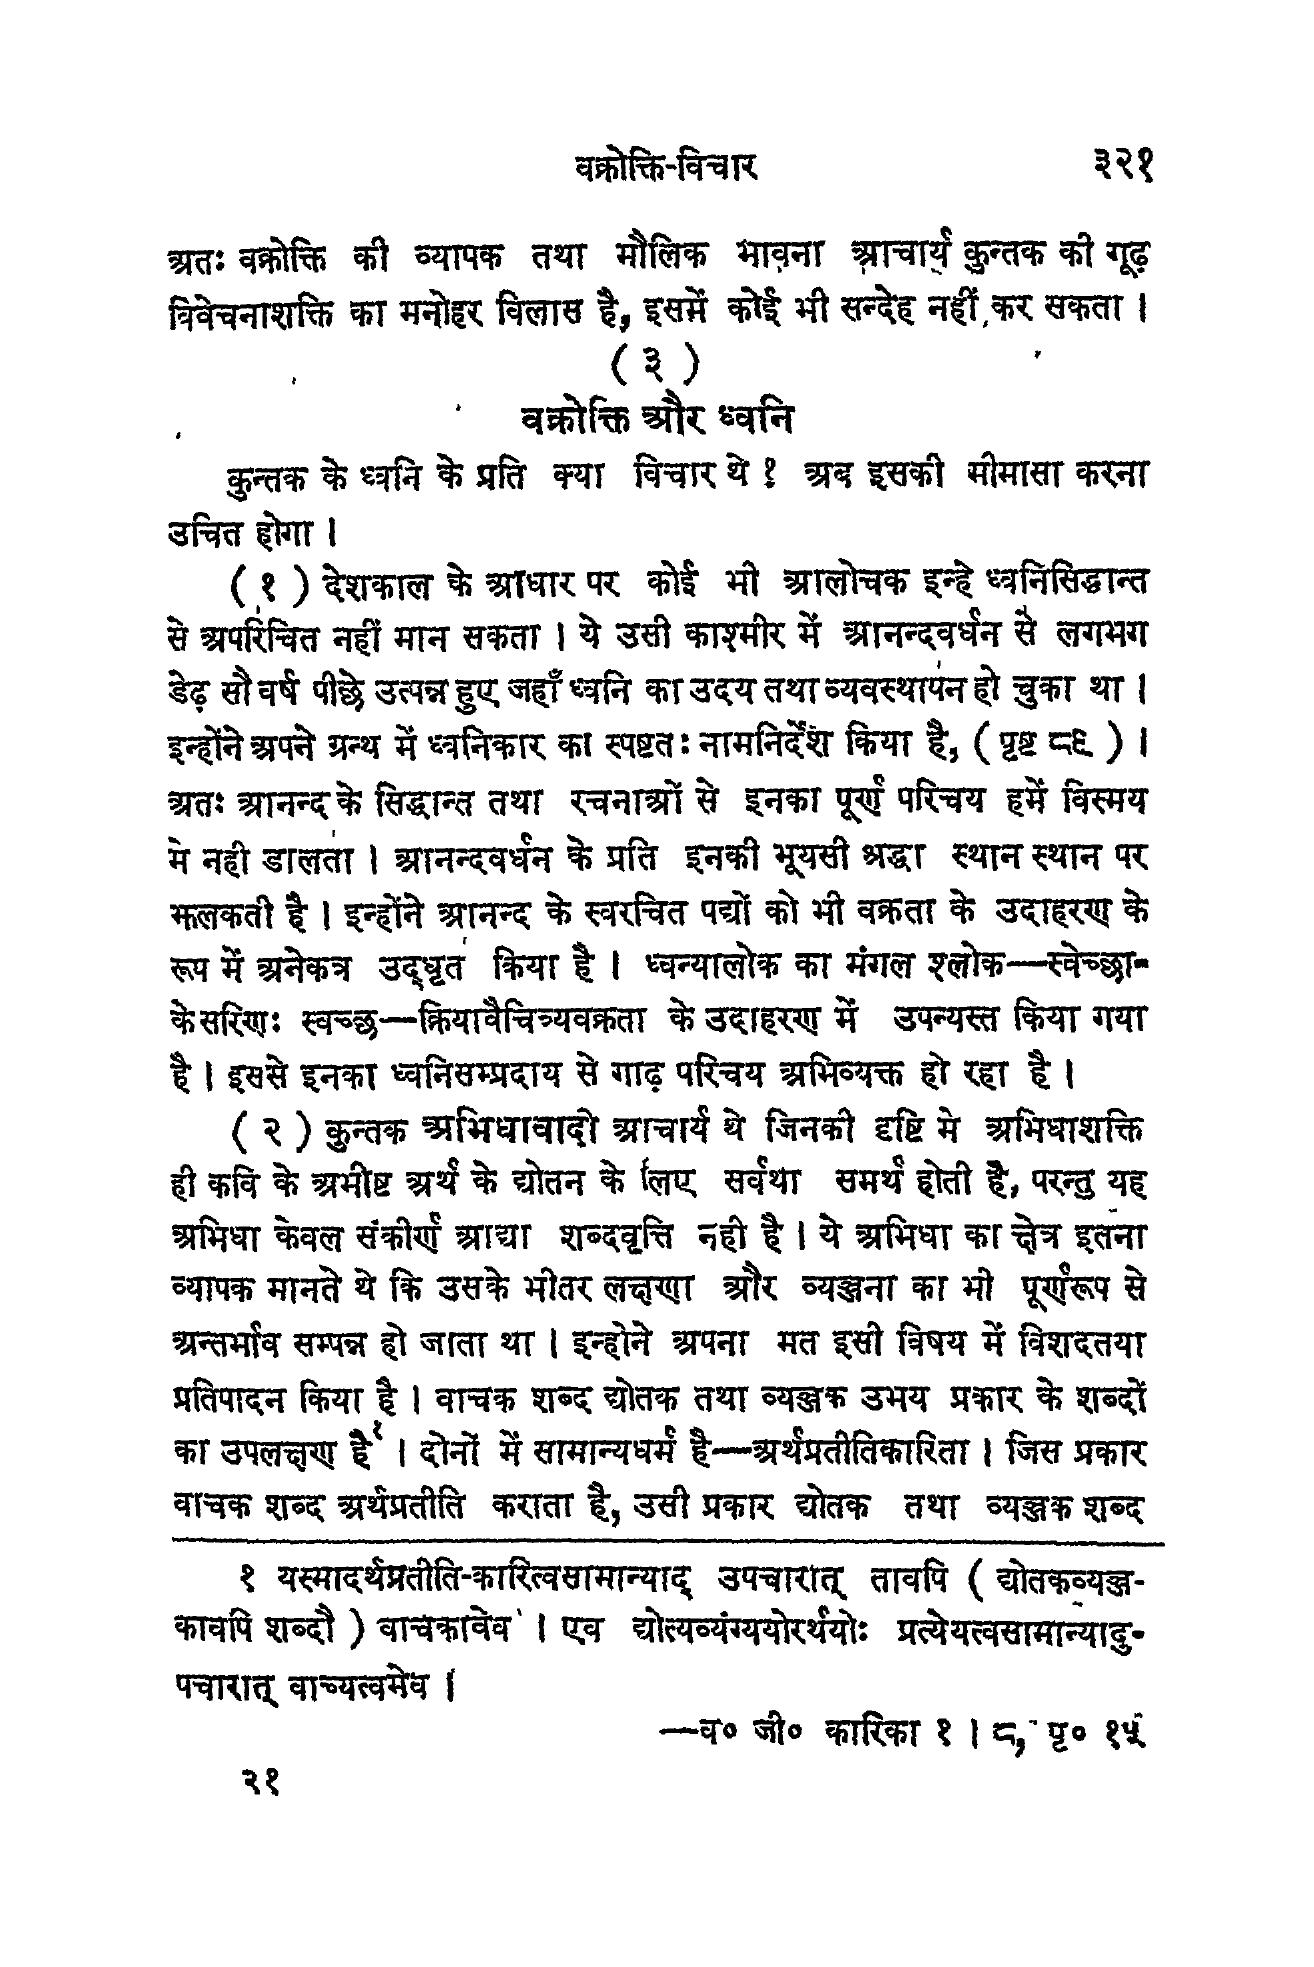 वक्रोक्ति-विचार ३२१
अतः वक्रोक्ति की व्यापक तथा मौलिक भावना आचार्य कुन्तक की गूढ़
विवेचनाशक्ति का मनोहर विलास है, इसमें कोई भी सन्देह नहीं कर सकता ।
( ३ )
वक्रोक्ति और ध्वनि
कुन्तक के ध्वनि के प्रति क्या विचार थे ? अब इसकी मीमासा करना
उचित होगा ।
( १ ) देशकाल के आधार पर कोई भी आलोचक इन्हे ध्वनिसिद्धान्त
से अपरिचित नहीं मान सकता । ये उसी काश्मीर में आनन्दवर्धन से लगभग
डेढ़ सौ वर्ष पीछे उत्पन्न हुए जहाँ ध्वनि का उदय तथा व्यवस्थापन हो चुका था ।
इन्होंने अपने ग्रन्थ में ध्वनिकार का स्पष्टतः नामनिर्देश किया है, ( पृष्ट ८९ ) ।
अतः आनन्द के सिद्धान्त तथा रचनाओं से इनका पूर्ण परिचय हमें विस्मय
मे नही डालता । आनन्दवर्धन के प्रति इनकी भूयसी श्रद्धा स्थान स्थान पर
झलकती है । इन्होंने आनन्द के स्वरचित पद्यों को भी वक्रता के उदाहरण के
रूप में अनेकत्र उद्धृत किया है । ध्वन्यालोक का मंगल श्लोक—स्वेच्छा-
केसरिणः स्वच्छ—क्रियावैचित्र्यवक्रता के उदाहरण में उपन्यस्त किया गया
है । इससे इनका ध्वनिसम्प्रदाय से गाढ़ परिचय अभिव्यक्त हो रहा है ।
( २ ) कुन्तक अभिधावादी आचार्य थे जिनकी दृष्टि मे अभिधाशक्ति
ही कवि के अभीष्ट अर्थ के द्योतन के लिए सर्वथा समर्थ होती है, परन्तु यह
अभिधा केवल संकीर्ण आद्या शब्दवृत्ति नही है । ये अभिधा का क्षेत्र इतना
व्यापक मानते थे कि उसके भीतर लक्षणा और व्यञ्जना का भी पूर्णरूप से
अन्तर्भाव सम्पन्न हो जाता था । इन्होने अपना मत इसी विषय में विशदतया
प्रतिपादन किया है । वाचक शब्द द्योतक तथा व्यञ्जक उभय प्रकार के शब्दों
का उपलक्षण है१ । दोनों में सामान्यधर्म है—अर्थप्रतीतिकारिता । जिस प्रकार
वाचक शब्द अर्थप्रतीति कराता है, उसी प्रकार द्योतक तथा व्यञ्जक शब्द
१ यस्मादर्थप्रतीति-कारित्वसामान्याद् उपचारात् तावपि ( द्योतकव्यञ्ज-
कावपि शब्दौ ) वाचकावेव । एव द्योत्यव्यंग्ययोरर्थयोः प्रत्येयत्वसामान्यादु-
पचारात् वाच्यत्वमेव ।
—व० जी० कारिका १ । ८, पृ० १५
२१